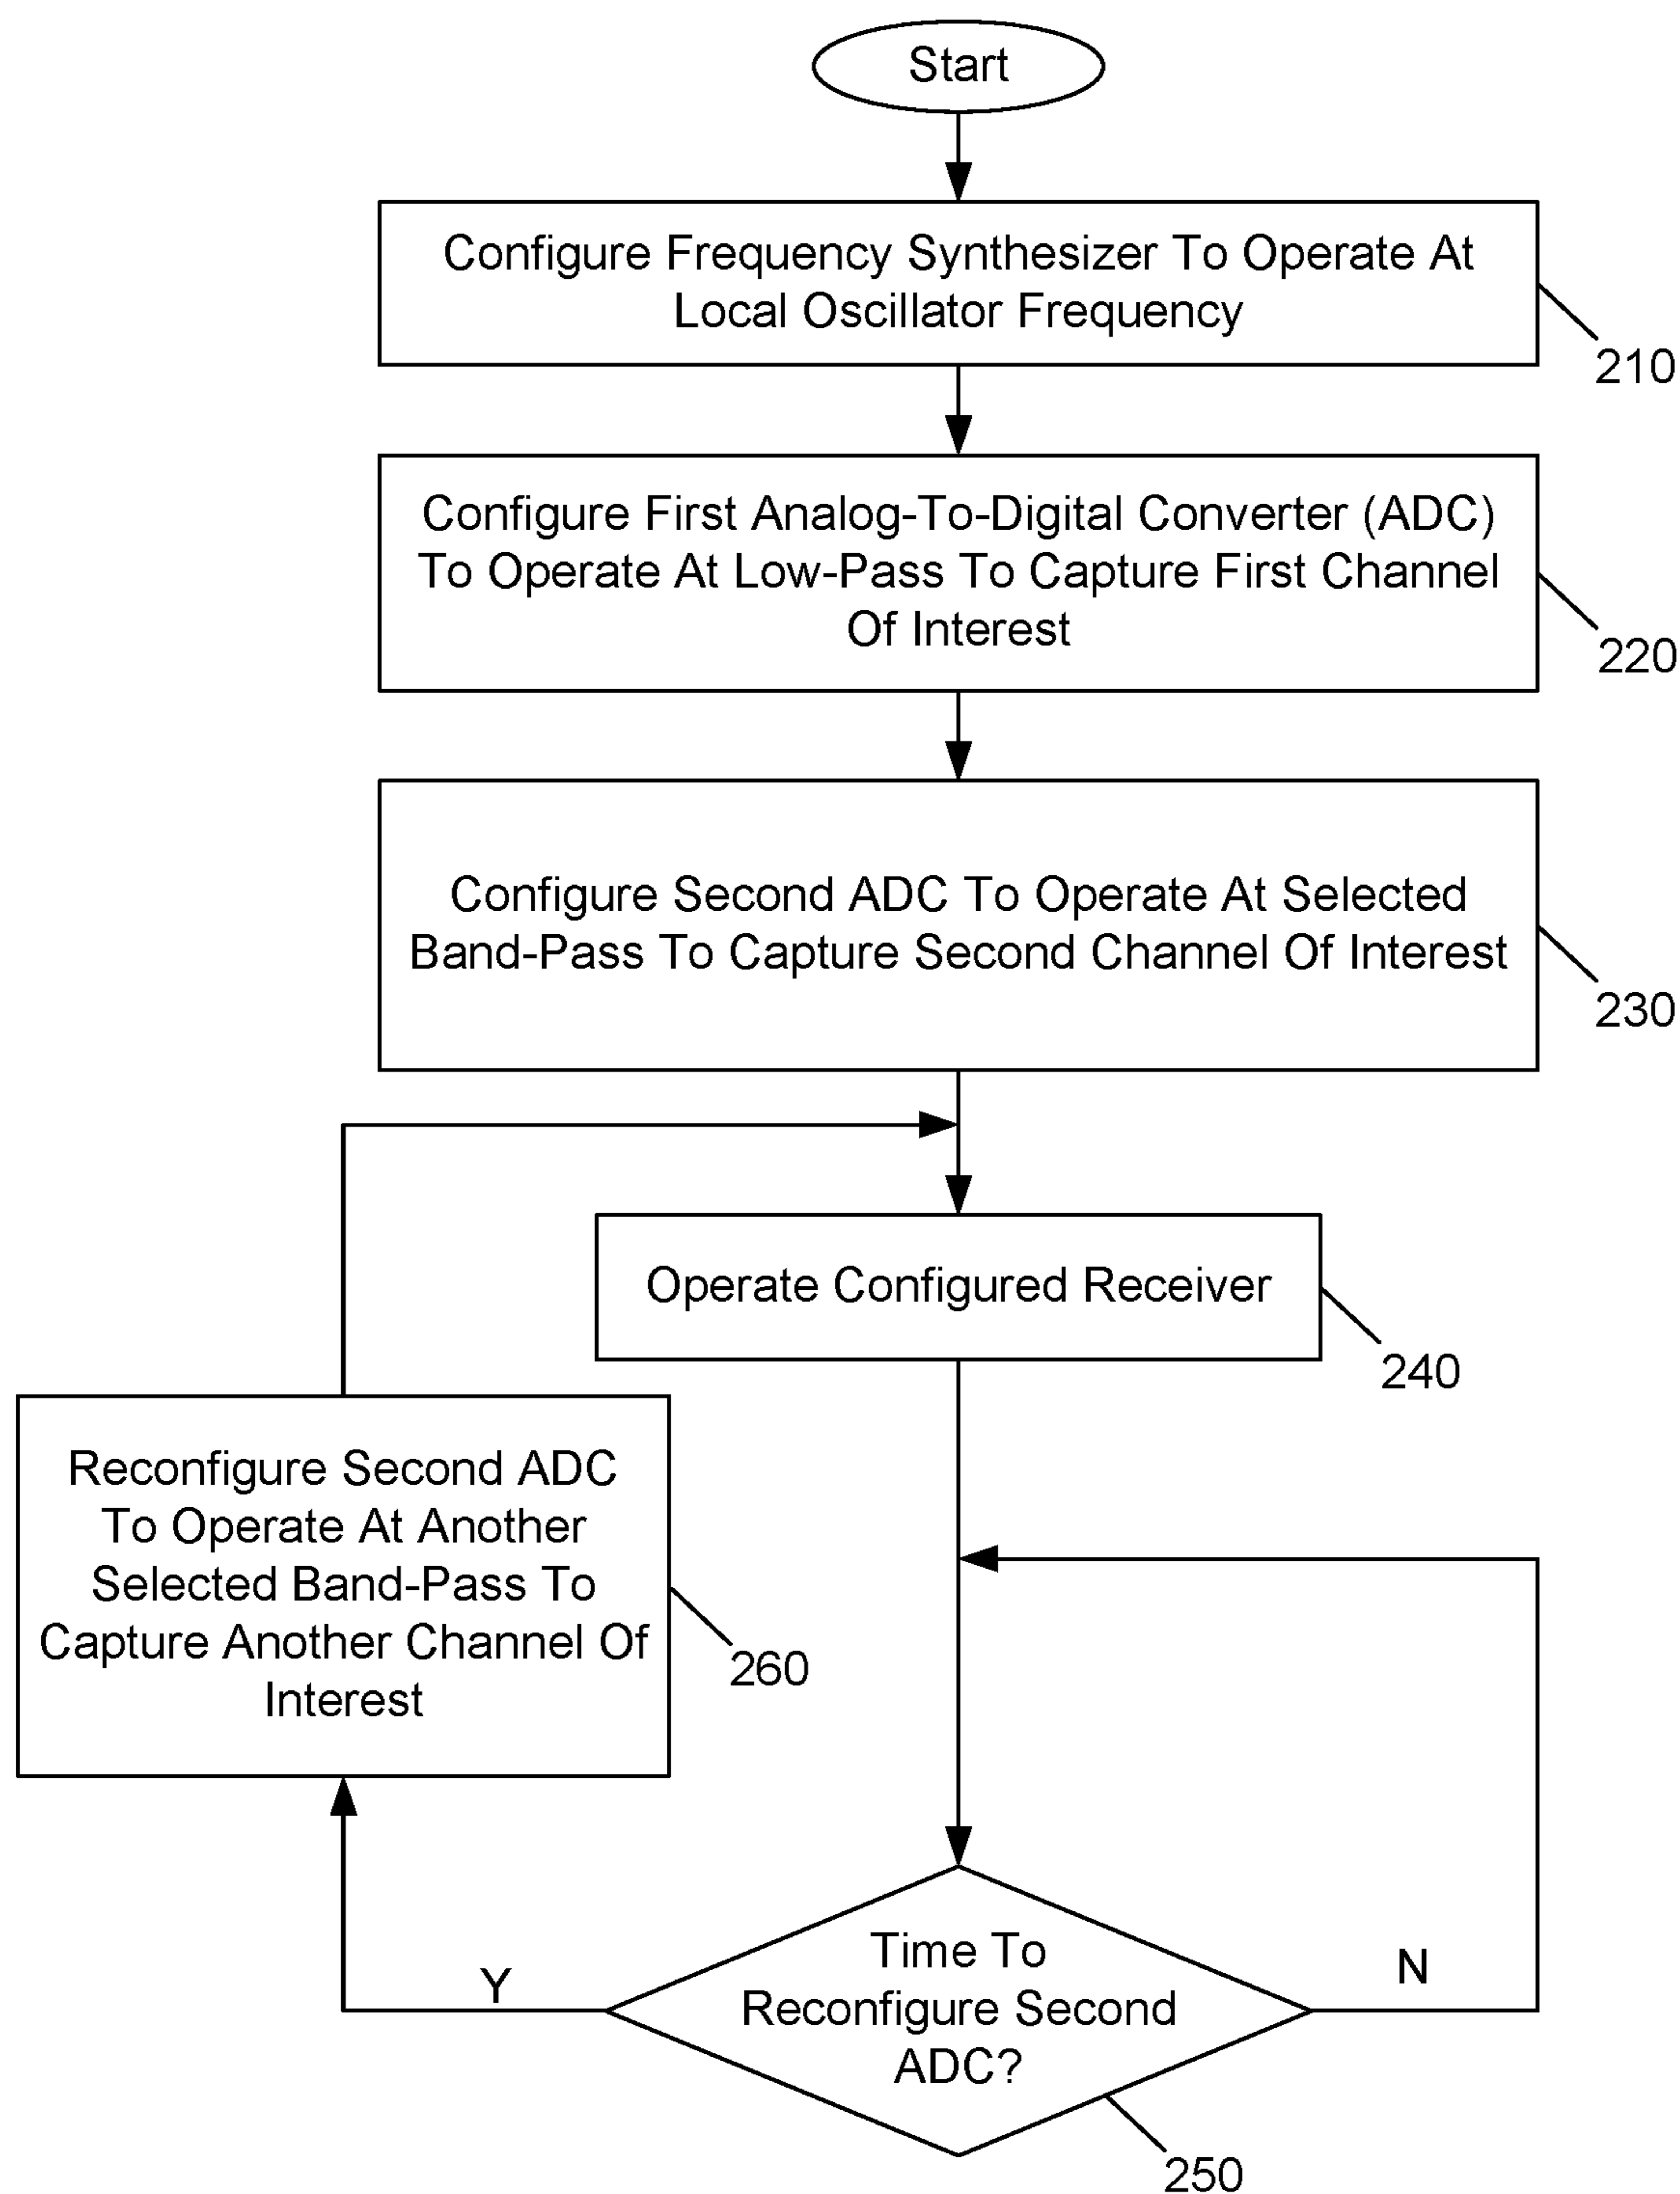 Start
Configure Frequency Synthesizer To Operate At
Local Oscillator Frequency
210
Configure First Analog-To-Digital Converter (ADC)
To Operate At Low-Pass To Capture First Channel
Of Interest
220
Configure Second ADC To Operate At Selected
Band-Pass To Capture Second Channel Of Interest
230
Operate Configured Receiver
240
Reconfigure Second ADC
To Operate At Another
Selected Band-Pass To
Capture Another Channel Of
Interest
260
Time To
Reconfigure Second
ADC?
Y
N
250